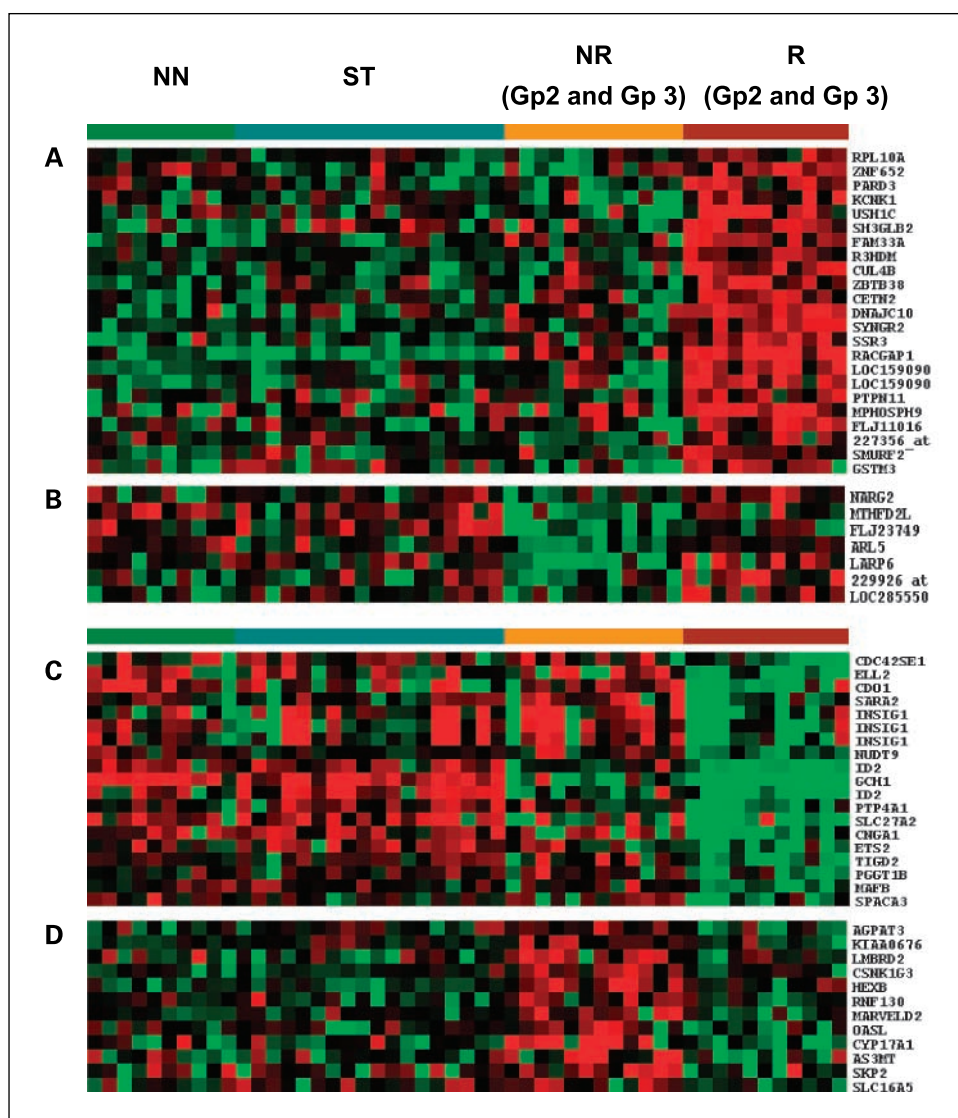 NN
ST
NR
(Gp2 and Gp 3)
R
(Gp2 and Gp 3)
A
RPL10A
ZNF652
PARD3
KCNK1
USH1C
SH3GLB2
FAM33A
R3HDM
CUL4B
ZBTB38
CETN2
DNAJC10
SYNGR2
SSR3
RACGAP1
LOC159090
LOC159090
PTPN11
MPHOSPH9
FLJ11016
227356_at
SMURF2
GSTM3
B
NARG2
MTHFD2L
FLJ23749
ARL5
LARP6
229926_at
LOC285550
C
CDC42SE1
ELL2
CDO1
SARA2
INSIG1
INSIG1
INSIG1
NUDT9
ID2
GCH1
ID2
PTP4A1
SLC27A2
CNGA1
ETS2
TIGD2
PGGT1B
MAFB
SPACA3
D
AGPAT3
KIAA0676
LMBRD2
CSNK1G3
HEXB
RNF130
MARVELD2
OASL
CYP17A1
AS3MT
SKP2
SLC16A5